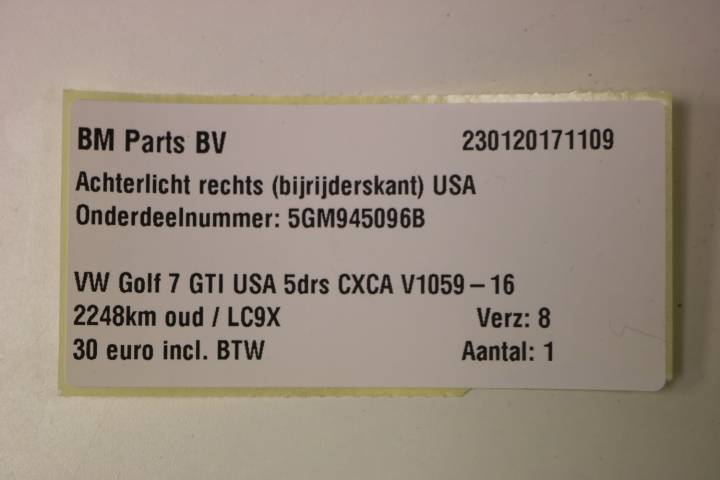 BM Parts BV 230120171109
Achterlicht rechts (bijrijderskant) USA
Onderdeelnummer: 5GM945096B
VW Golf 7 GTI USA 5drs CXCA V1059 – 16
2248km oud / LC9X Verz: 8
30 euro incl. BTW Aantal: 1